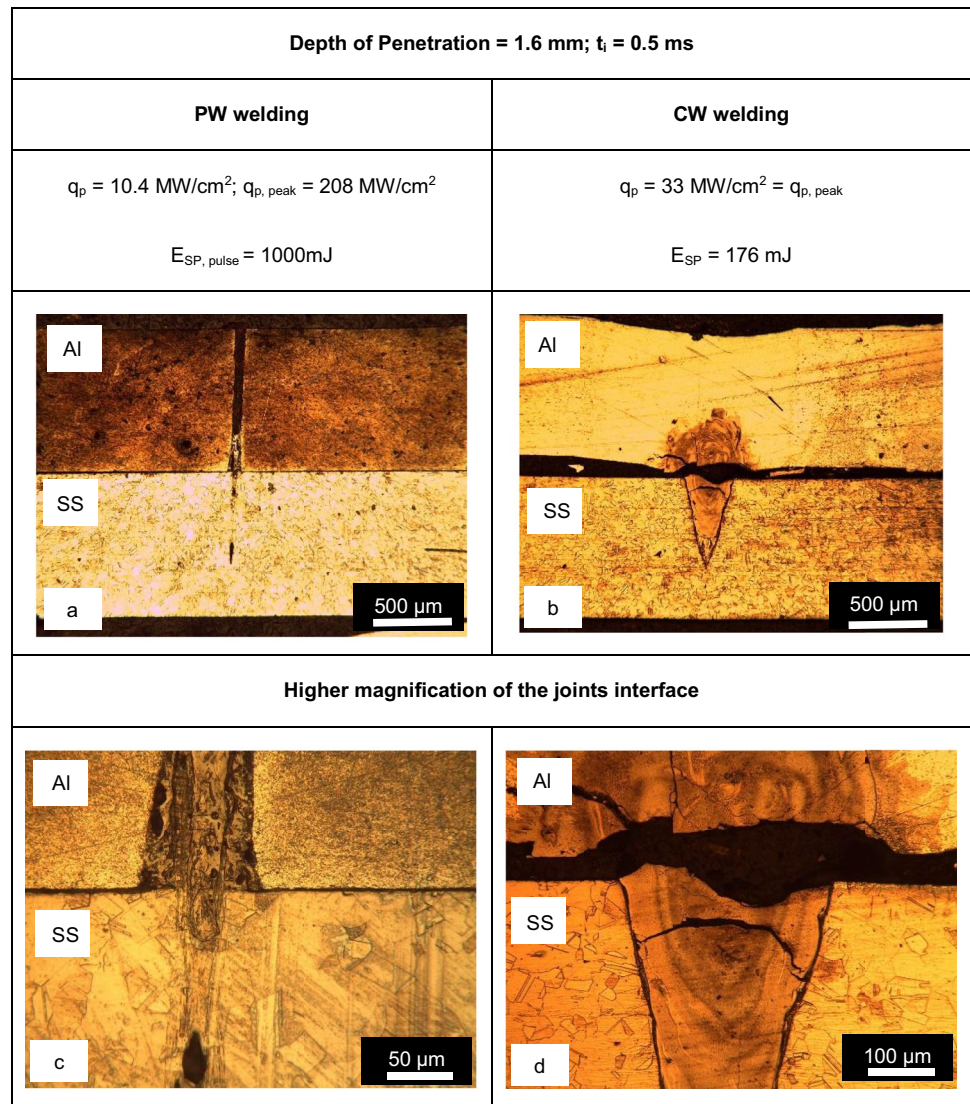 Depth of Penetration = 1.6 mm; tᵢ = 0.5 ms
PW welding
CW welding
qₚ = 10.4 MW/cm²; qₚ, ₚₑₐₖ = 208 MW/cm²
E_SP, pulse = 1000mJ
qₚ = 33 MW/cm² = qₚ, ₚₑₐₖ
E_SP = 176 mJ
Al
SS
a
500 µm
Al
SS
b
500 µm
Higher magnification of the joints interface
Al
SS
c
50 µm
Al
SS
d
100 µm